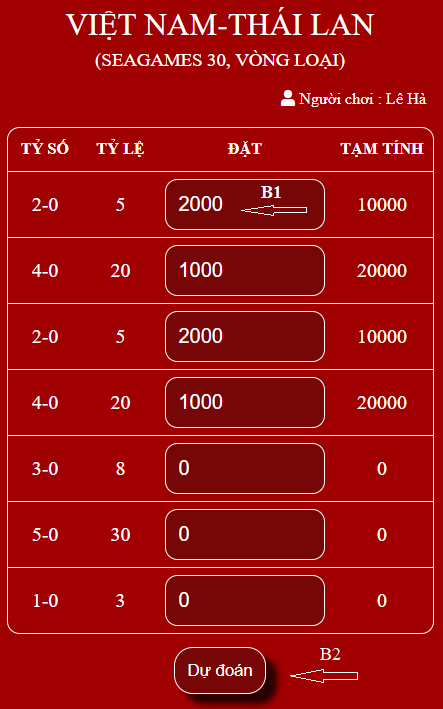 VIỆT NAM-THÁI LAN
(SEAGAMES 30, VÒNG LOẠI)
Người chơi : Lê Hà
TỶ SỐ TỶ LỆ ĐẶT TẠM TÍNH
2-0 5 2000 B1 10000
4-0 20 1000 20000
2-0 5 2000 10000
4-0 20 1000 20000
3-0 8 0 0
5-0 30 0 0
1-0 3 0 0
Dự đoán B2